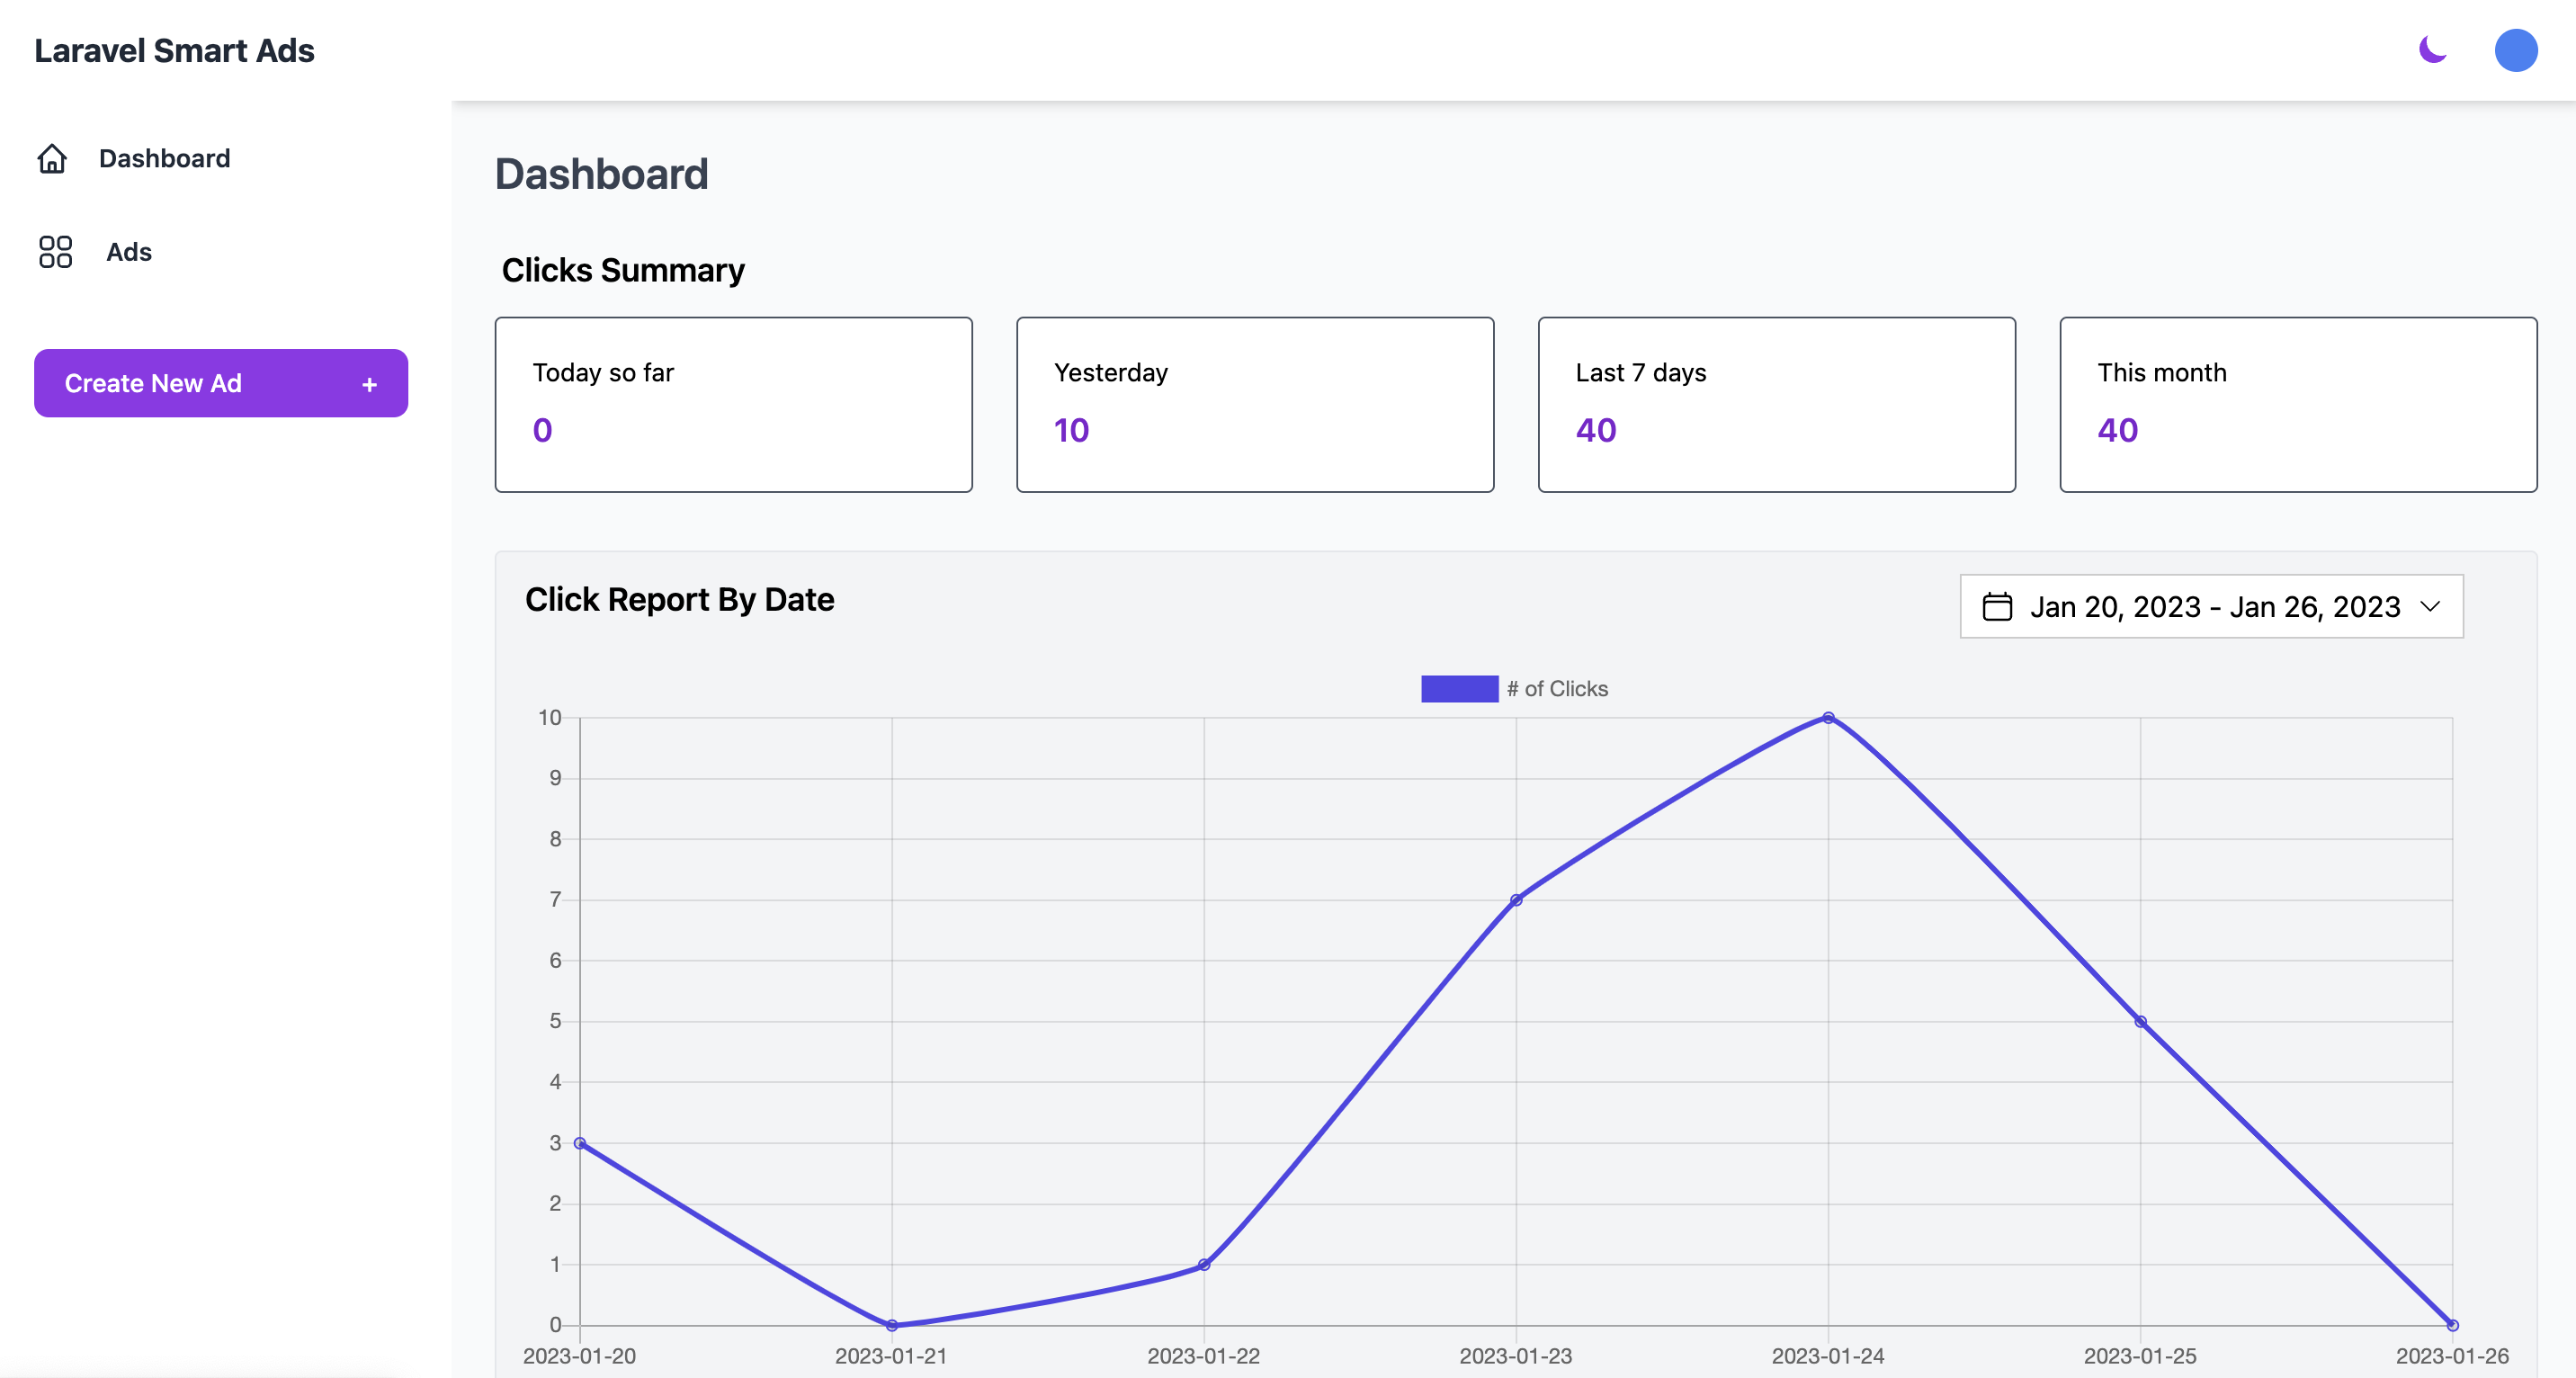 Laravel Smart Ads
Dashboard
Ads
Create New Ad +
Dashboard
Clicks Summary
Today so far
0
Yesterday
10
Last 7 days
40
This month
40
Click Report By Date
Jan 20, 2023 - Jan 26, 2023
# of Clicks
10
9
8
7
6
5
4
3
2
1
0
2023-01-20 2023-01-21 2023-01-22 2023-01-23 2023-01-24 2023-01-25 2023-01-26